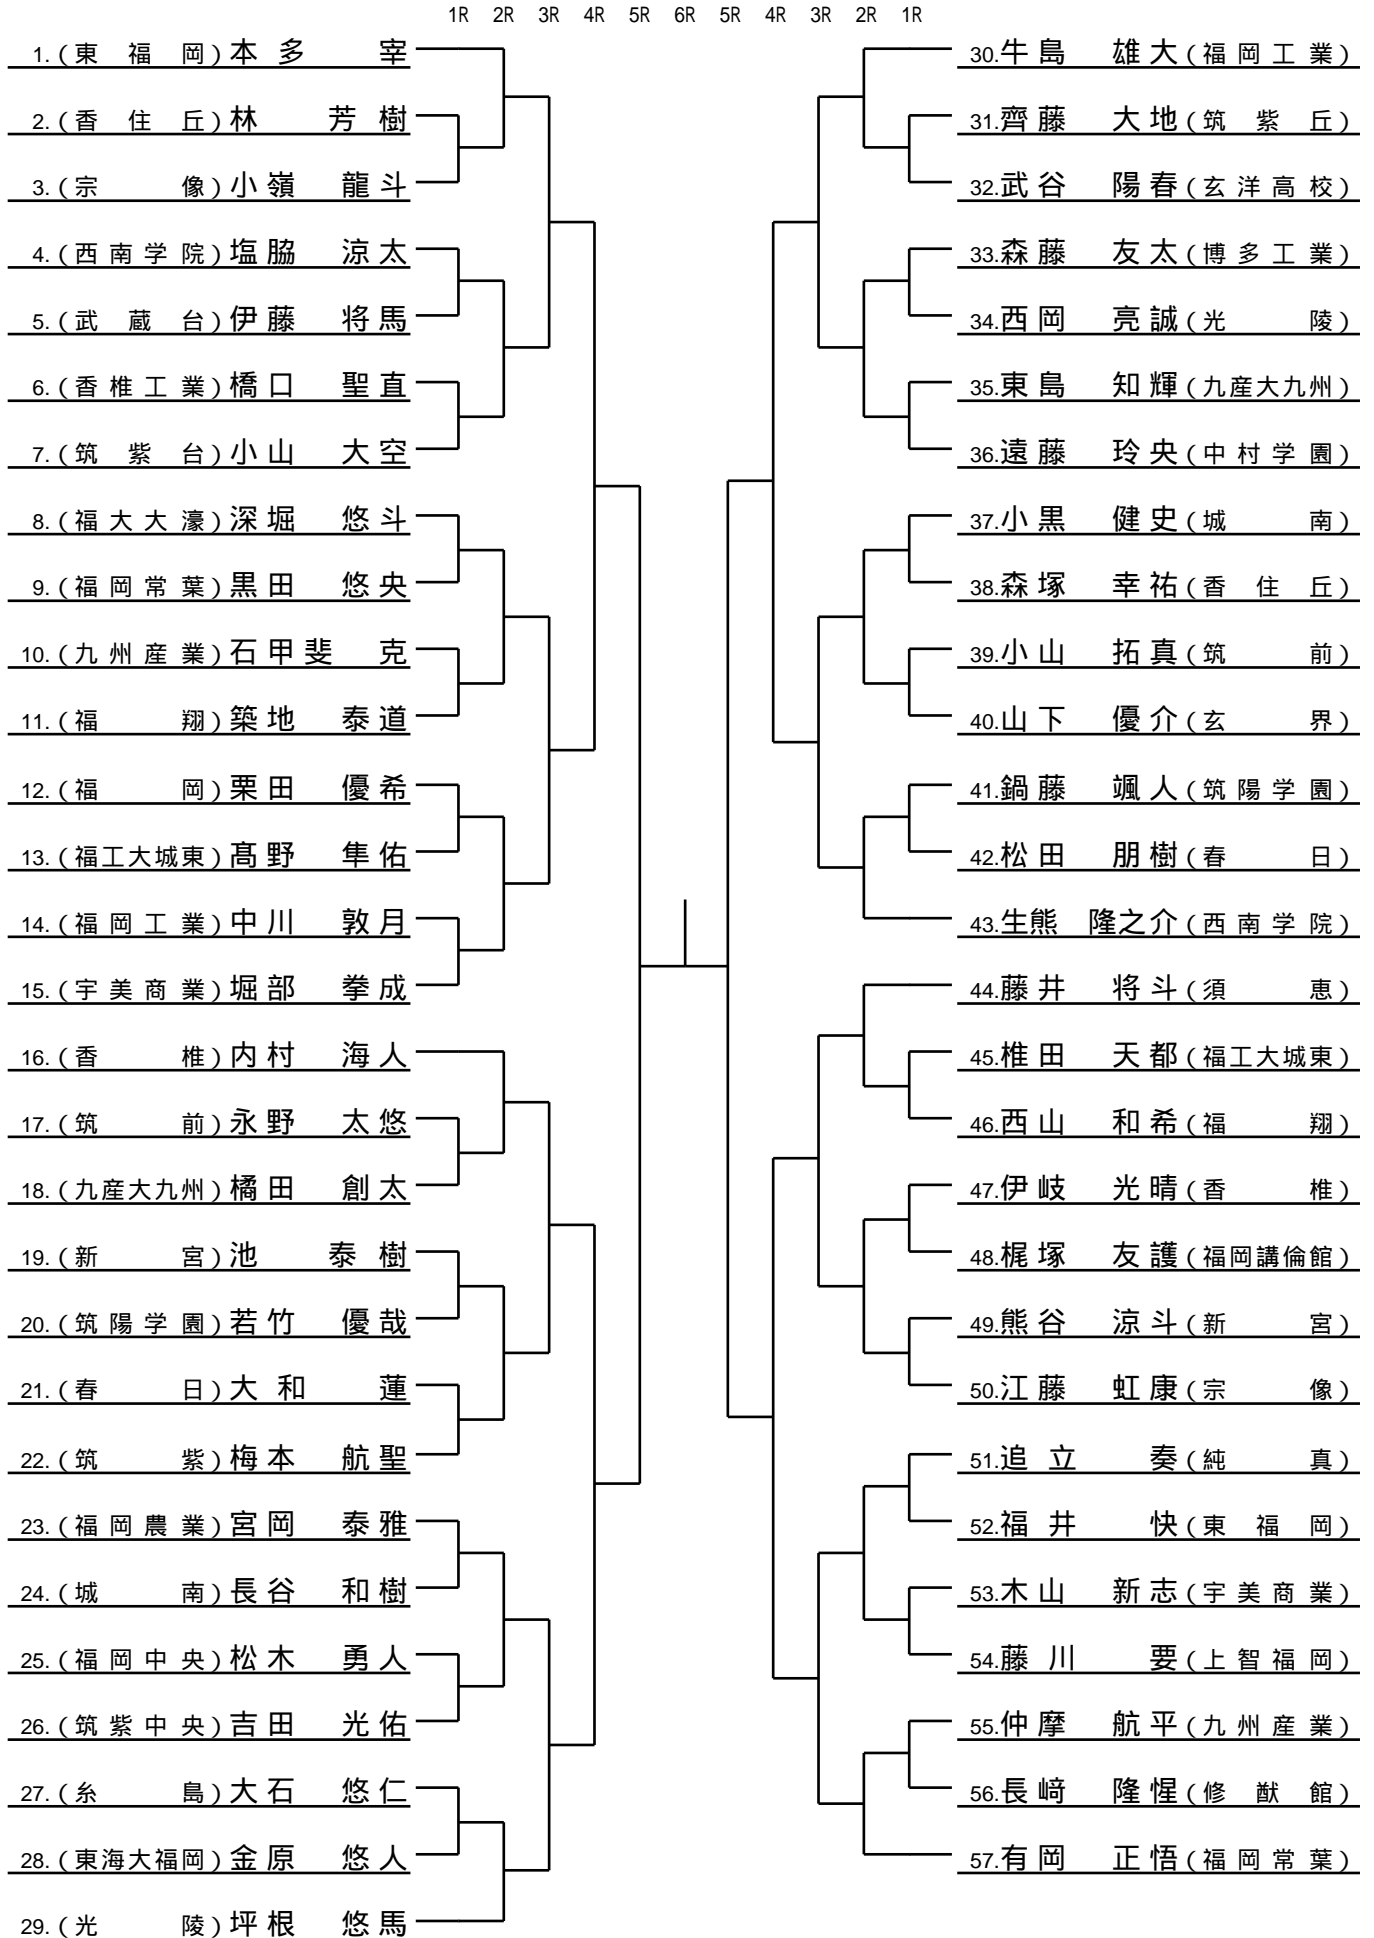 1R 2R 3R 4R 5R 6R 5R 4R 3R 2R 1R
1.(東福岡)本多 宰
2.(香住丘)林 芳樹
3.(宗像)小嶺 龍斗
4.(西南学院)塩脇 涼太
5.(武蔵台)伊藤 将馬
6.(香椎工業)橋口 聖直
7.(筑紫台)小山 大空
8.(福大大濠)深堀 悠斗
9.(福岡常葉)黒田 悠央
10.(九州産業)石甲斐 克
11.(福翔)築地 泰道
12.(福岡)栗田 優希
13.(福工大城東)髙野 隼佑
14.(福岡工業)中川 敦月
15.(宇美商業)堀部 拳成
16.(香椎)内村 海人
17.(筑前)永野 太悠
18.(九産大九州)橘田 創太
19.(新宮)池 泰樹
20.(筑陽学園)若竹 優哉
21.(春日)大和 蓮
22.(筑紫)梅本 航聖
23.(福岡農業)宮岡 泰雅
24.(城南)長谷 和樹
25.(福岡中央)松木 勇人
26.(筑紫中央)吉田 光佑
27.(糸島)大石 悠仁
28.(東海大福岡)金原 悠人
29.(光陵)坪根 悠馬
30.牛島 雄大(福岡工業)
31.齊藤 大地(筑紫丘)
32.武谷 陽春(玄洋高校)
33.森藤 友太(博多工業)
34.西岡 亮誠(光陵)
35.東島 知輝(九産大九州)
36.遠藤 玲央(中村学園)
37.小黒 健史(城南)
38.森塚 幸祐(香住丘)
39.小山 拓真(筑前)
40.山下 優介(玄界)
41.鍋藤 颯人(筑陽学園)
42.松田 朋樹(春日)
43.生熊 隆之介(西南学院)
44.藤井 将斗(須恵)
45.椎田 天都(福工大城東)
46.西山 和希(福翔)
47.伊岐 光晴(香椎)
48.梶塚 友護(福岡講倫館)
49.熊谷 涼斗(新宮)
50.江藤 虹康(宗像)
51.追立 奏(純真)
52.福井 快(東福岡)
53.木山 新志(宇美商業)
54.藤川 要(上智福岡)
55.仲摩 航平(九州産業)
56.長﨑 隆惺(修猷館)
57.有岡 正悟(福岡常葉)